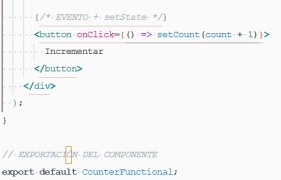 {/* EVENTO + setState */}
<button onClick={() => setCount(count + 1)}>
Incrementar
</button>
</div>
);
}
// EXPORTACIÓN DEL COMPONENTE
export default CounterFunctional;